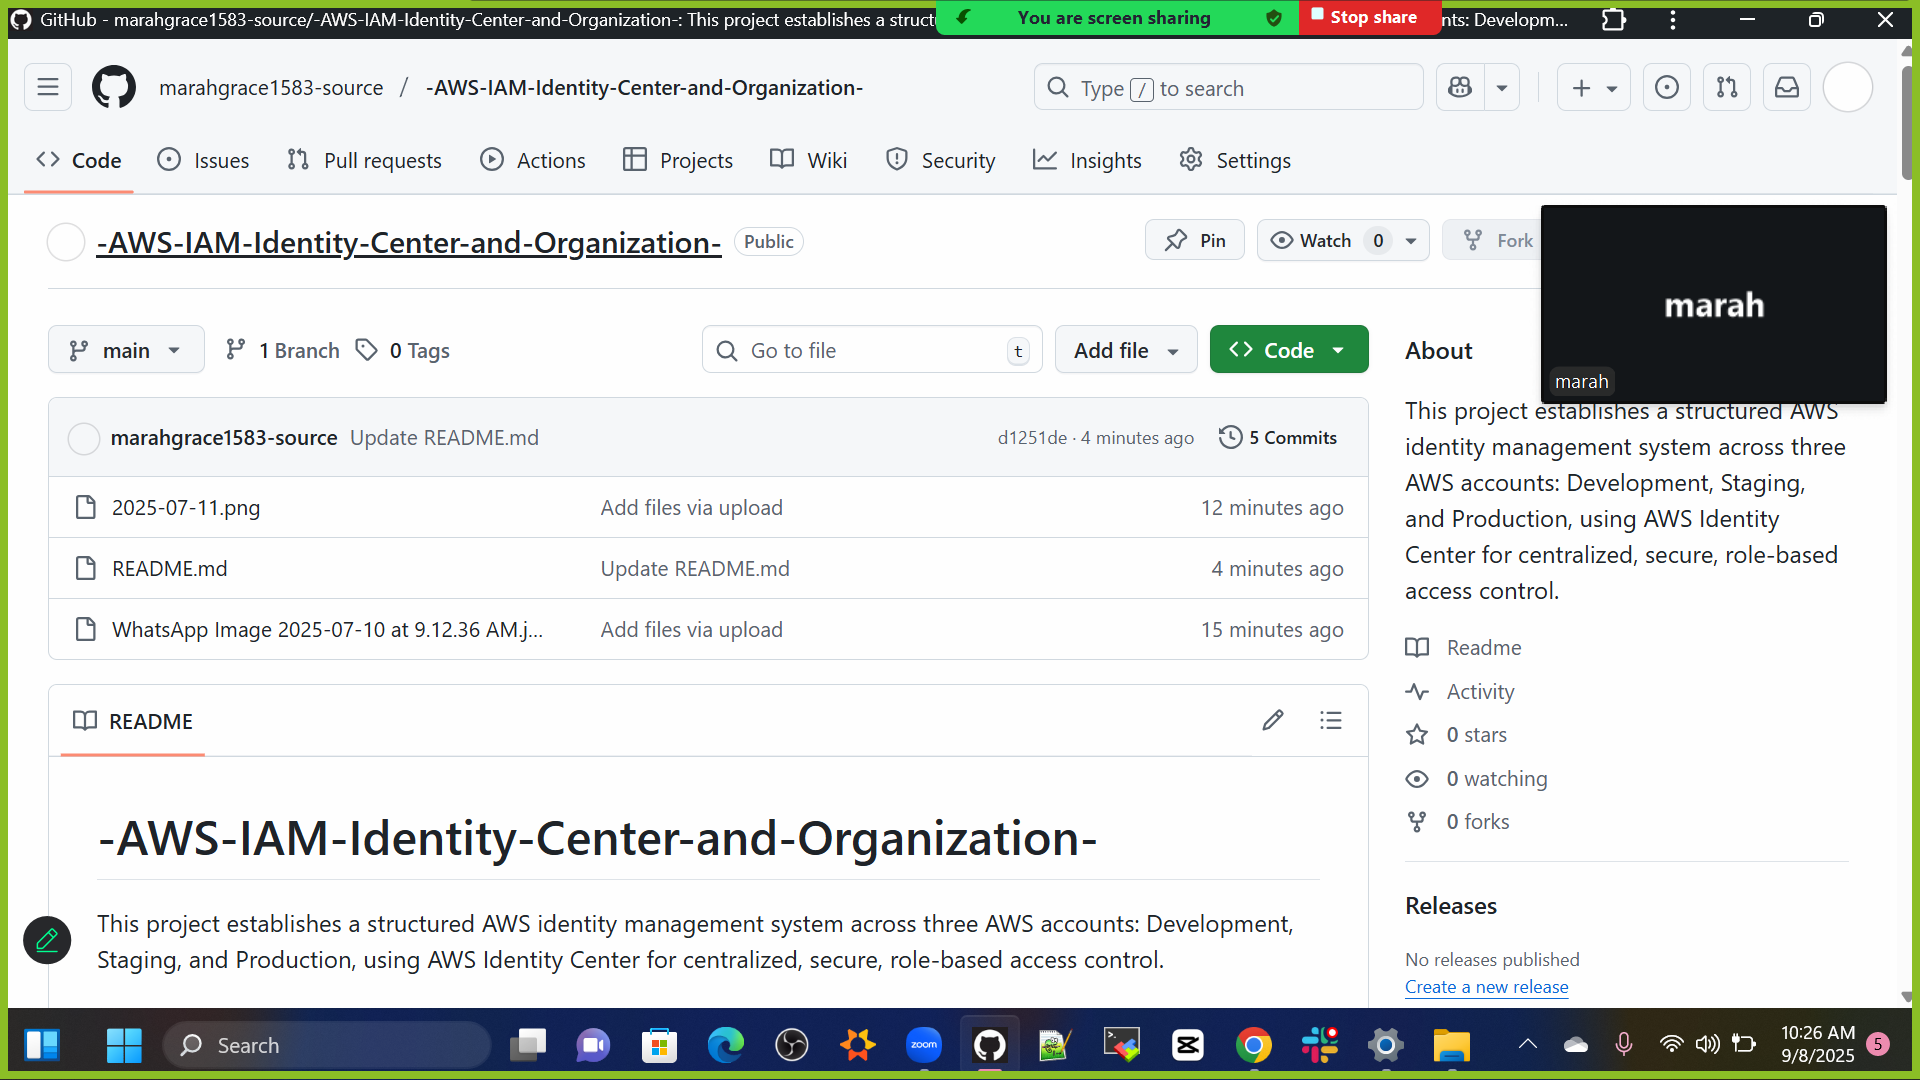 GitHub - marahgrace1583-source/-AWS-IAM-Identity-Center-and-Organization-: This project establishes a
You are screen sharing
Stop share
nts: Developm...
marahgrace1583-source / -AWS-IAM-Identity-Center-and-Organization-
Type / to search
Code
Issues
Pull requests
Actions
Projects
Wiki
Security
Insights
Settings
-AWS-IAM-Identity-Center-and-Organization-
Public
Pin
Watch 0
Fork
marah
marah
main
1 Branch
0 Tags
Go to file
t
Add file
Code
marahgrace1583-source Update README.md
d1251de · 4 minutes ago
5 Commits
2025-07-11.png
Add files via upload
12 minutes ago
README.md
Update README.md
4 minutes ago
WhatsApp Image 2025-07-10 at 9.12.36 AM.j...
Add files via upload
15 minutes ago
README
-AWS-IAM-Identity-Center-and-Organization-
This project establishes a structured AWS identity management system across three AWS accounts: Development,
Staging, and Production, using AWS Identity Center for centralized, secure, role-based access control.
About
This project establishes a structured AWS
identity management system across three
AWS accounts: Development, Staging,
and Production, using AWS Identity
Center for centralized, secure, role-based
access control.
Readme
Activity
0 stars
0 watching
0 forks
Releases
No releases published
Create a new release
Search
zoom
10:26 AM
9/8/2025
5